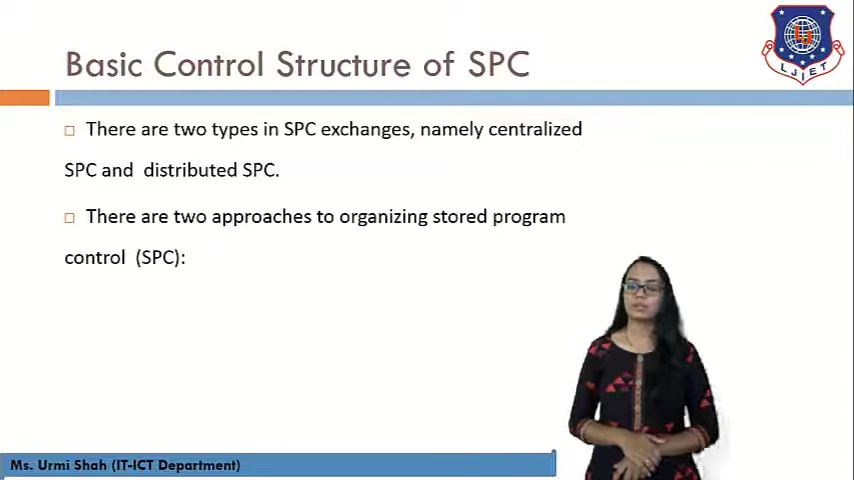 Basic Control Structure of SPC
LJIET
There are two types in SPC exchanges, namely centralized
SPC and distributed SPC.
There are two approaches to organizing stored program
control (SPC):
Ms. Urmi Shah (IT-ICT Department)